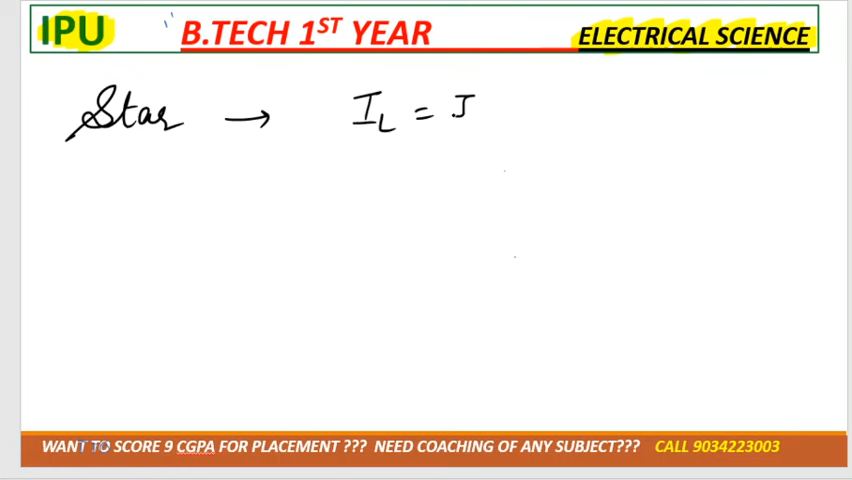 IPU B.TECH 1ST YEAR ELECTRICAL SCIENCE
Star → IL = I
WANT TO SCORE 9 CGPA FOR PLACEMENT ??? NEED COACHING OF ANY SUBJECT??? CALL 9034223003